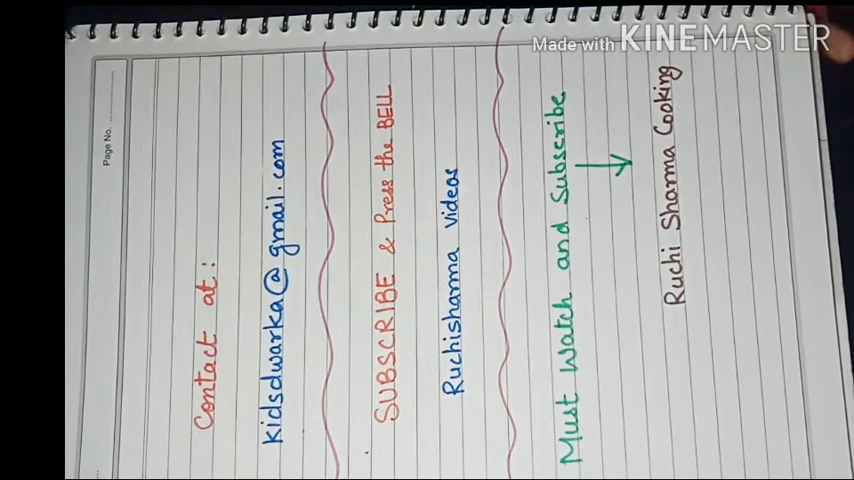 Made with KINEMASTER
Page No. ....................
Contact at:
kidsdwarka@gmail.com
SUBSCRIBE & Press the BELL
Ruchisharma videos
Must Watch and Subscribe
Ruchi Sharma Cooking